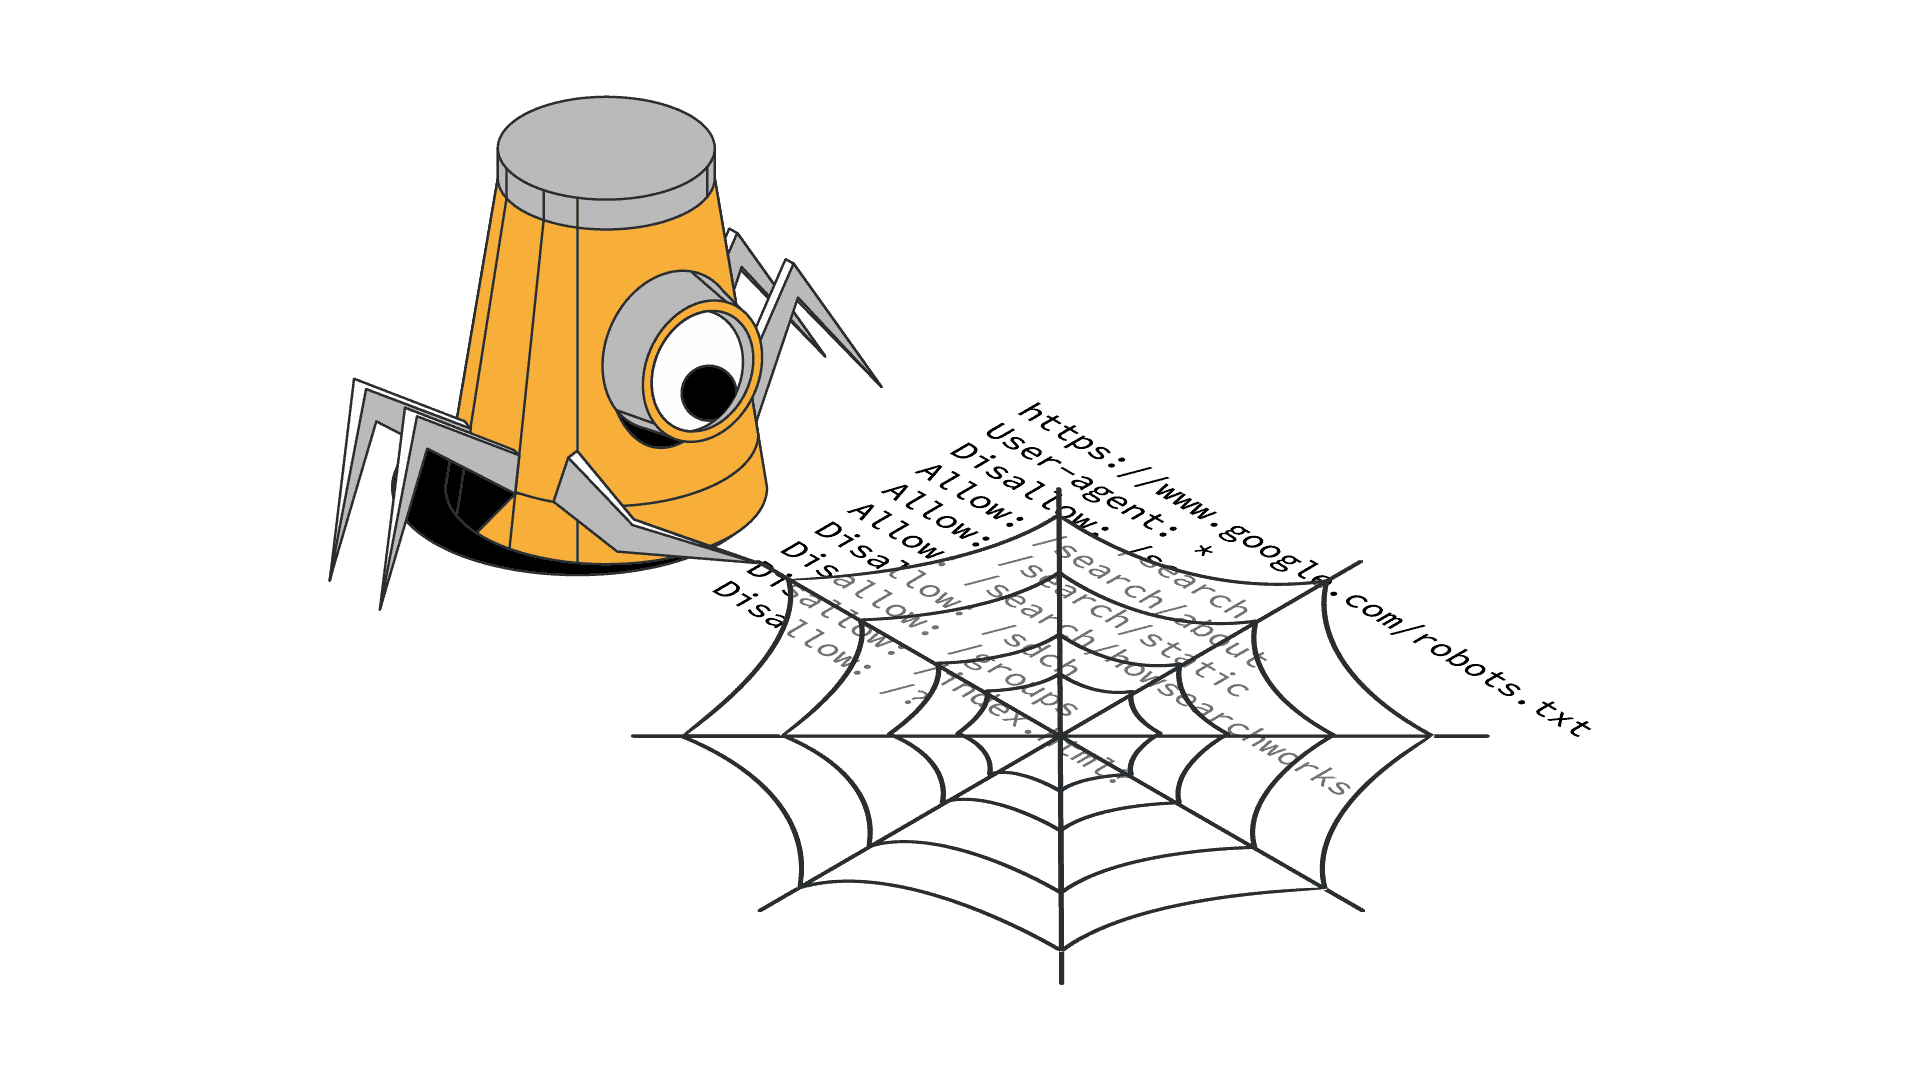 https://www.google.com/robots.txt
User-agent: *
Disallow: /search
Allow: /search/about
Allow: /search/static
Allow: /search/howsearchworks
Disallow: /sdch
Disallow: /groups
Disallow: /index.html?
Disallow: /?